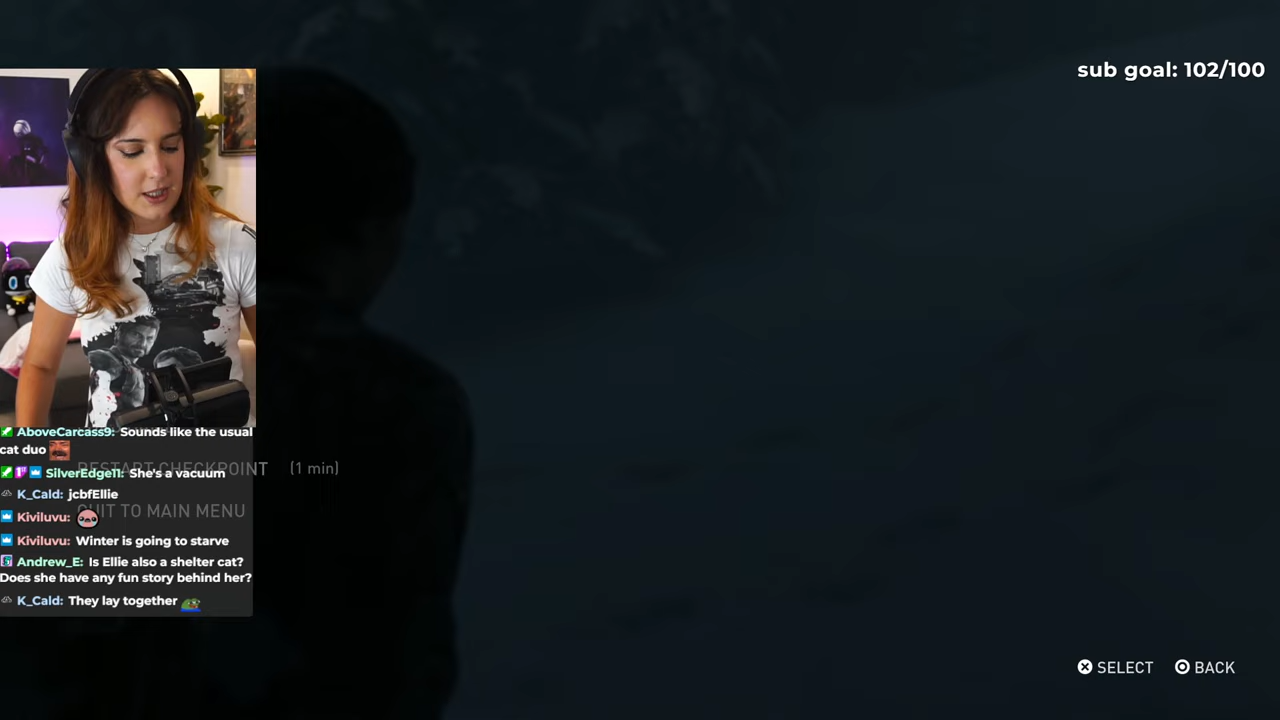 sub goal: 102/100
AboveCarcass9: Sounds like the usual
cat duo
RESTART CHECKPOINT (1 min)
SilverEdge11: She's a vacuum
K_Cald: jcbfEllie
QUIT TO MAIN MENU
Kiviluvu:
Kiviluvu: Winter is going to starve
Andrew_E: Is Ellie also a shelter cat?
Does she have any fun story behind her?
K_Cald: They lay together
SELECT BACK